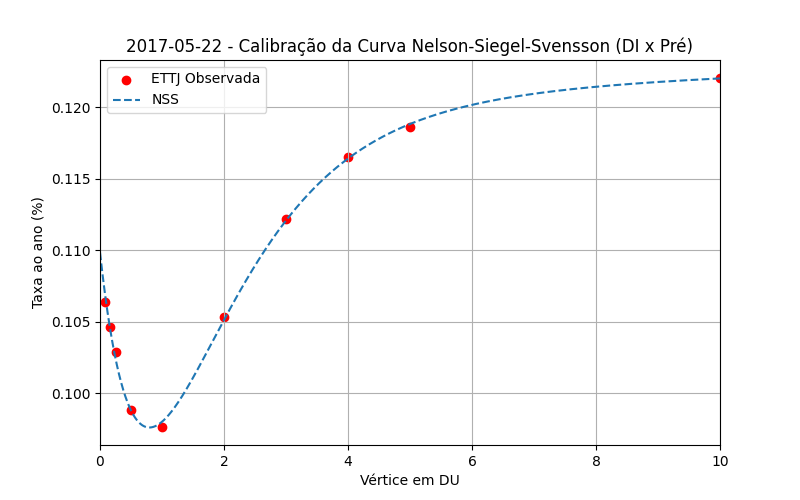 2017-05-22 - Calibração da Curva Nelson-Siegel-Svensson (DI x Pré)
ETTJ Observada
NSS
Taxa ao ano (%)
0.120
0.115
0.110
0.105
0.100
0 2 4 6 8 10
Vértice em DU